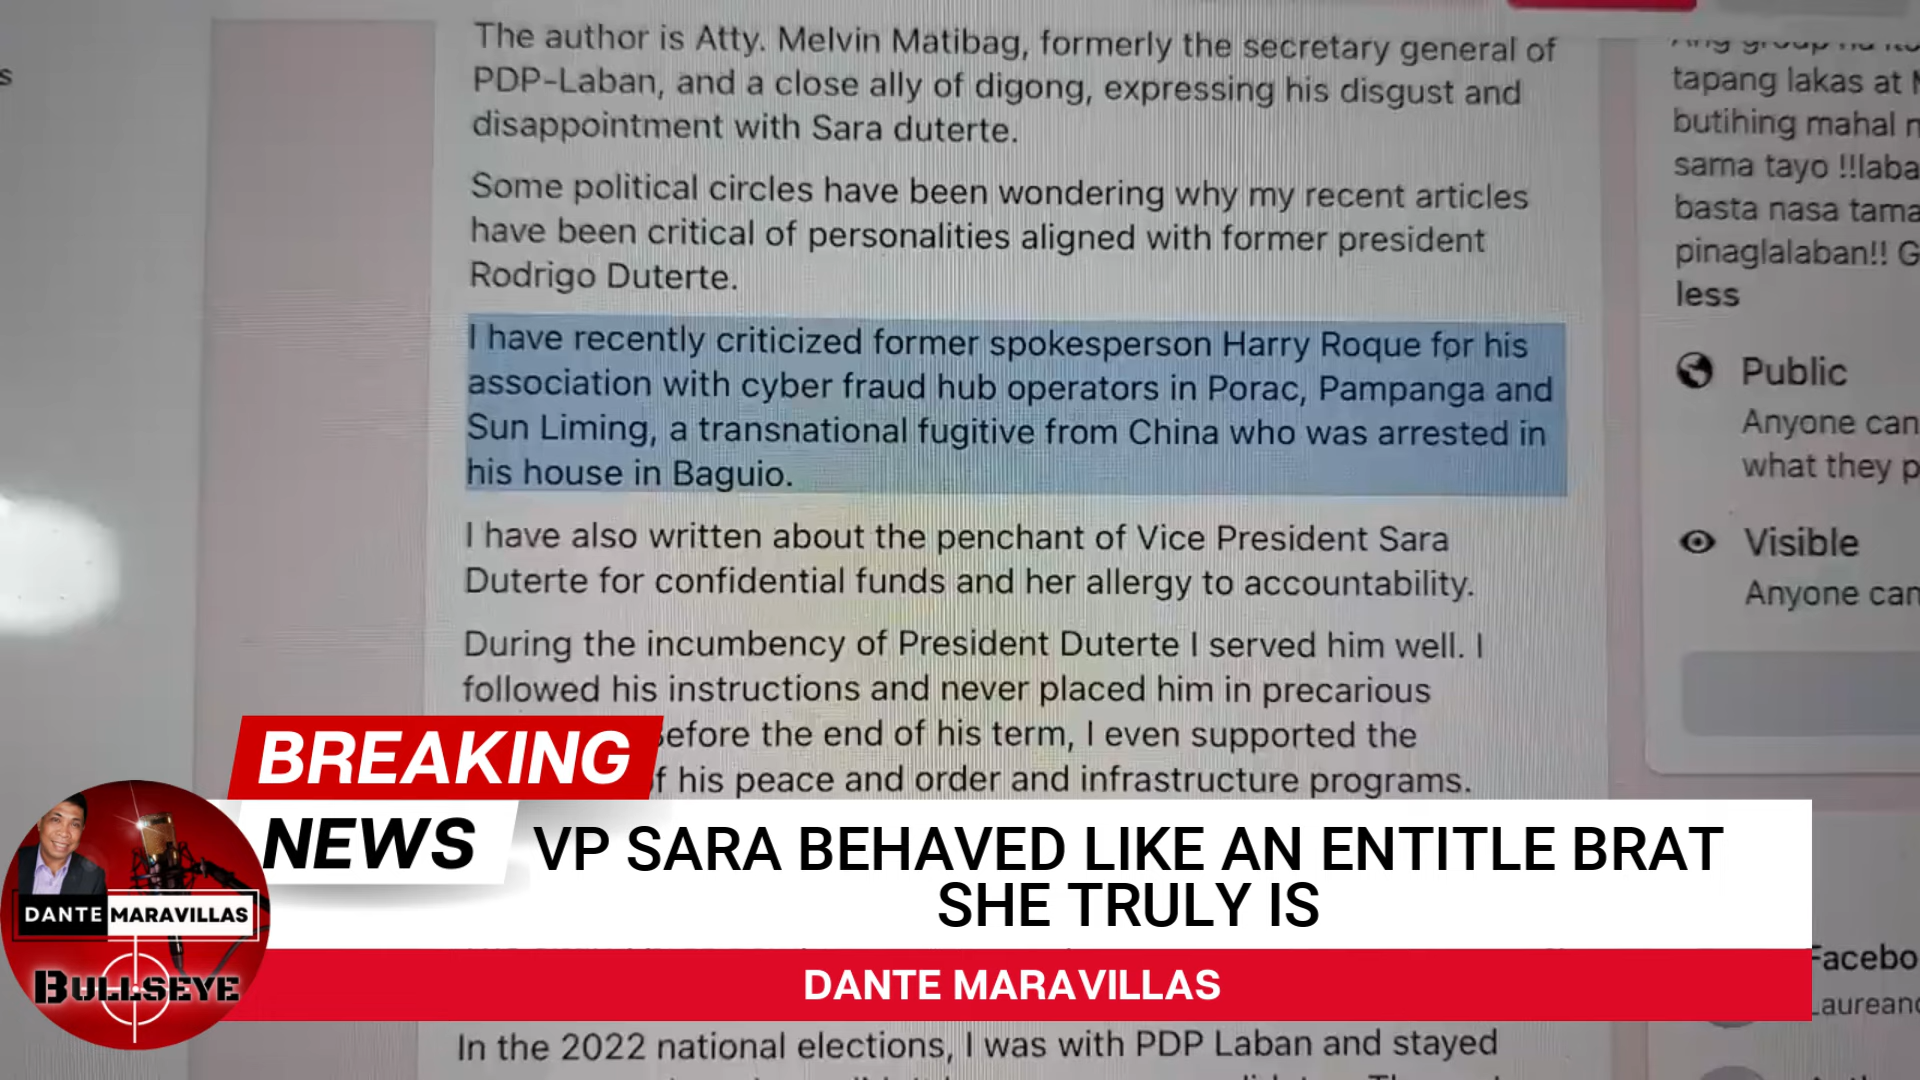 s
The author is Atty. Melvin Matibag, formerly the secretary general of
PDP-Laban, and a close ally of digong, expressing his disgust and
disappointment with Sara duterte.
Some political circles have been wondering why my recent articles
have been critical of personalities aligned with former president
Rodrigo Duterte.
I have recently criticized former spokesperson Harry Roque for his
association with cyber fraud hub operators in Porac, Pampanga and
Sun Liming, a transnational fugitive from China who was arrested in
his house in Baguio.
I have also written about the penchant of Vice President Sara
Duterte for confidential funds and her allergy to accountability.
During the incumbency of President Duterte I served him well. I
followed his instructions and never placed him in precarious
efore the end of his term, I even supported the
f his peace and order and infrastructure programs.
In the 2022 national elections, I was with PDP Laban and stayed
tapang lakas at
butihing mahal
sama tayo !!laba
basta nasa tama
pinaglalaban!! G
less
Public
Anyone can
what they p
Visible
Anyone can
Facebo
Laurean
BREAKING
NEWS
VP SARA BEHAVED LIKE AN ENTITLE BRAT
SHE TRULY IS
DANTE MARAVILLAS
DANTE MARAVILLAS
BULLSEYE